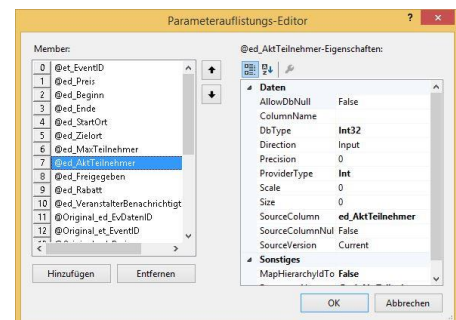 Parameterauflistungs-Editor
? ×
Member:
0 @et_EventID
1 @ed_Preis
2 @ed_Beginn
3 @ed_Ende
4 @ed_StartOrt
5 @ed_Zielort
6 @ed_MaxTeilnehmer
7 @ed_AktTeilnehmer
8 @ed_Freigegeben
9 @ed_Rabatt
10 @ed_VeranstalterBenachrichtigt
11 @Original_ed_EvDatenID
12 @Original_et_EventID
Hinzufügen
Entfernen
@ed_AktTeilnehmer-Eigenschaften:
Daten
AllowDbNull False
ColumnName
DbType Int32
Direction Input
Precision 0
ProviderType Int
Scale 0
Size 0
SourceColumn ed_AktTeilnehmer
SourceColumnNul False
SourceVersion Current
Sonstiges
MapHierarchyIdTo False
OK
Abbrechen